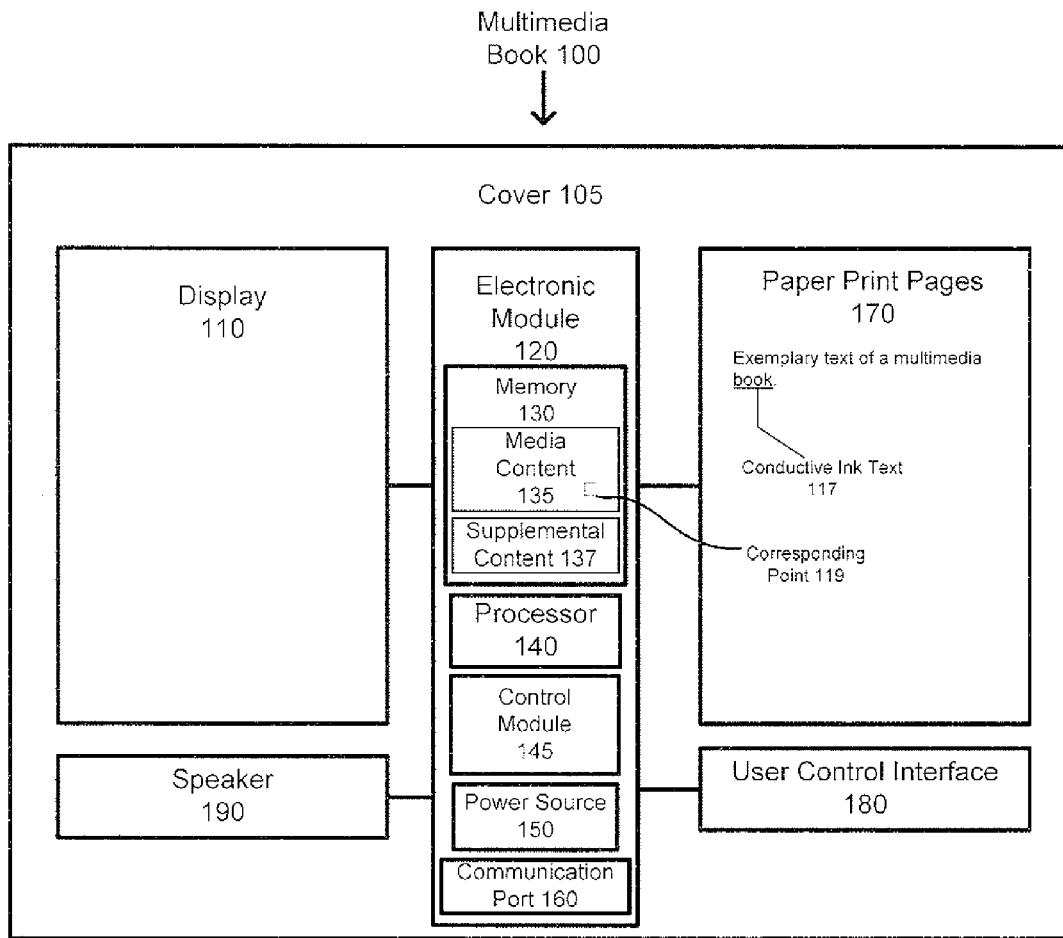 Multimedia
Book 100
Cover 105
Display
110
Speaker
190
Electronic
Module
120
Memory
130
Media
Content
135
Supplemental
Content 137
Processor
140
Control
Module
145
Power Source
150
Communication
Port 160
Paper Print Pages
170
Exemplary text of a multimedia
book.
Conductive Ink Text
117
Corresponding
Point 119
User Control Interface
180